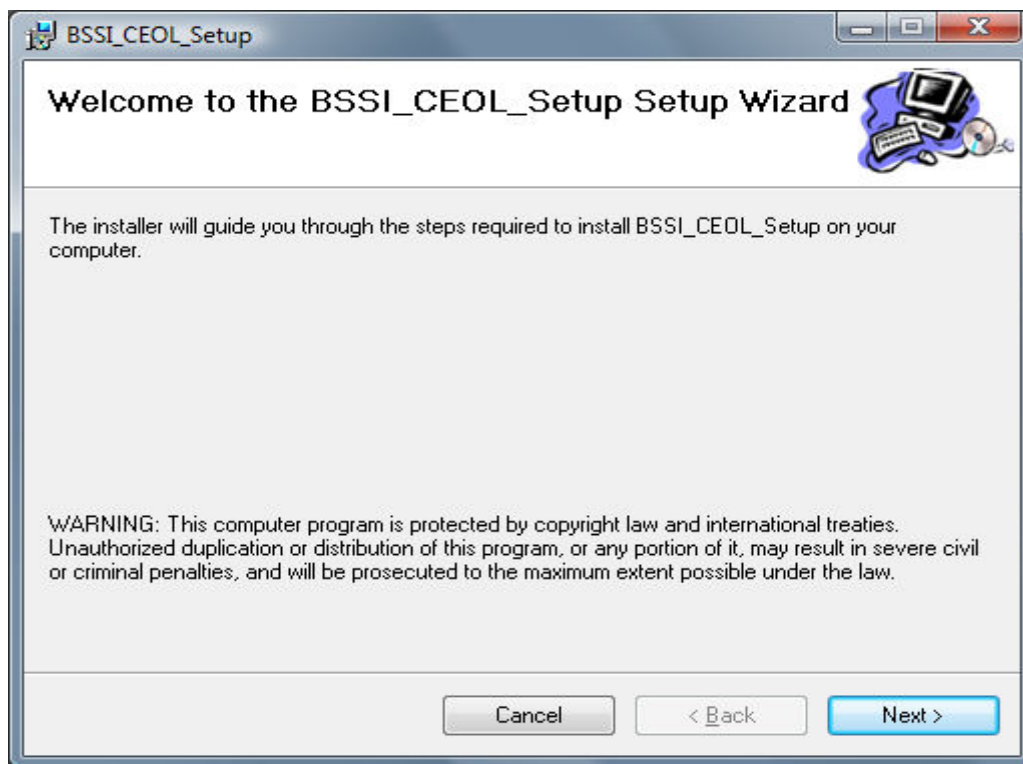 BSSI_CEOL_Setup
Welcome to the BSSI_CEOL_Setup Setup Wizard
The installer will guide you through the steps required to install BSSI_CEOL_Setup on your
computer.
WARNING: This computer program is protected by copyright law and international treaties.
Unauthorized duplication or distribution of this program, or any portion of it, may result in severe civil
or criminal penalties, and will be prosecuted to the maximum extent possible under the law.
Cancel < Back Next >